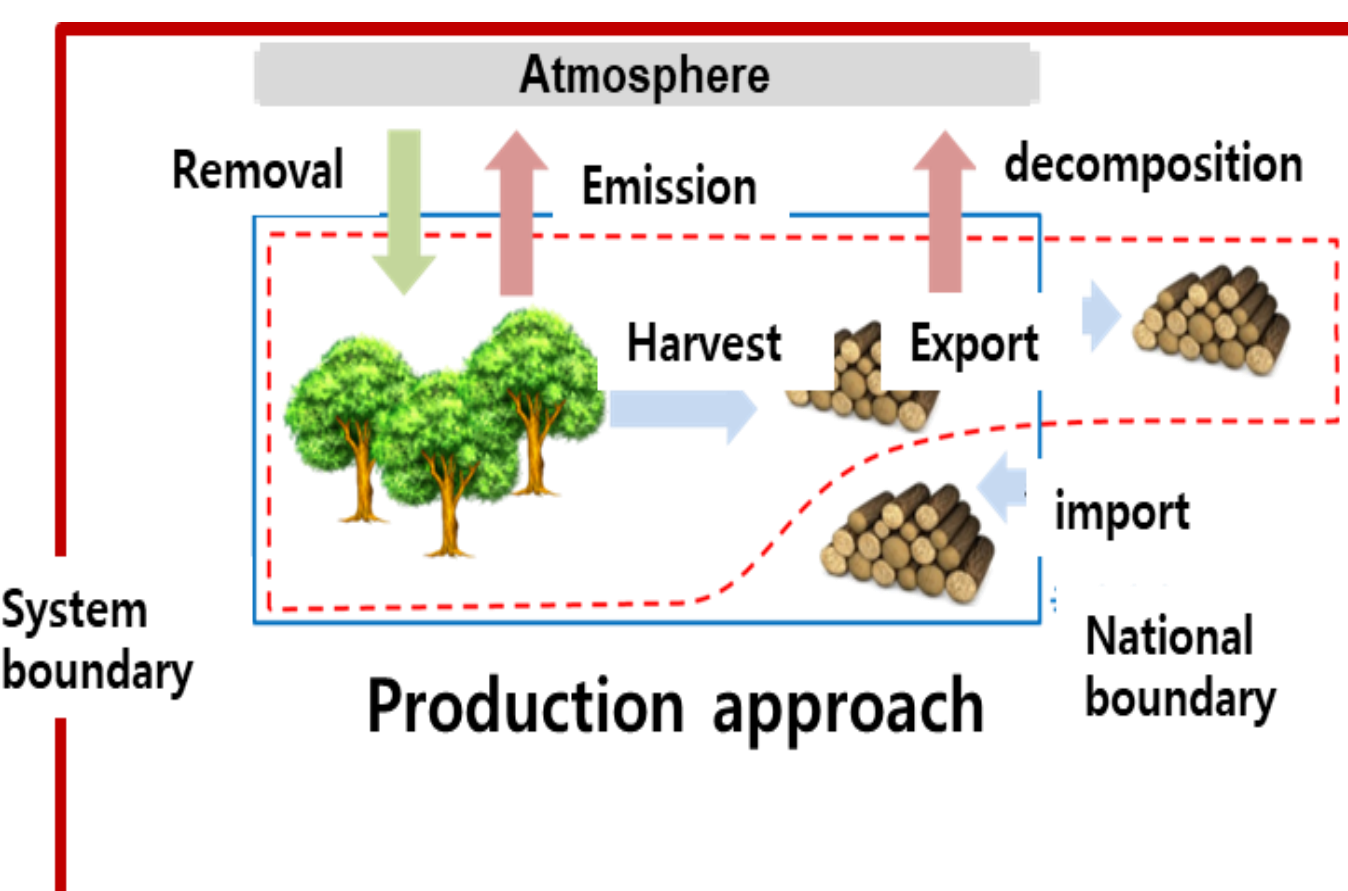 Atmosphere
Removal
Emission
decomposition
Harvest
Export
import
System
boundary
National
boundary
Production approach